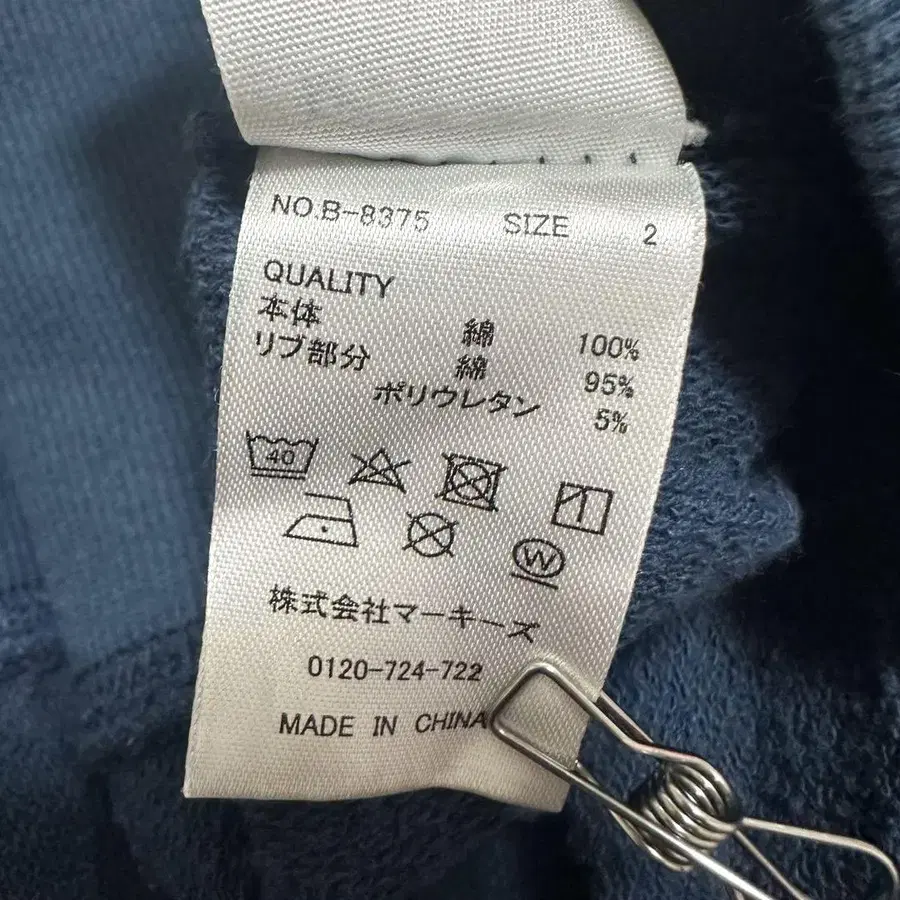 NO.B-8375 SIZE 2
QUALITY
本体 綿 100%
リブ部分 綿 95%
ポリウレタン 5%
40
W
株式会社マーキーズ
0120-724-722
MADE IN CHINA